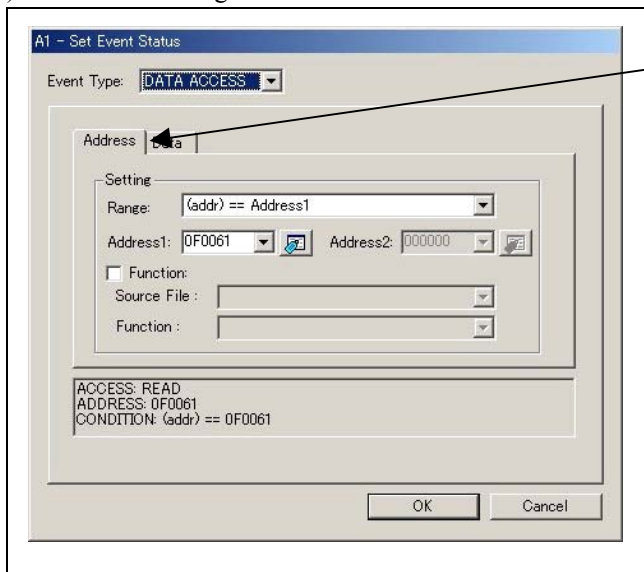 A1 - Set Event Status
Event Type: DATA ACCESS
Address Data
Setting
Range: (addr) == Address1
Address1: 0F0061 Address2: 000000
Function:
Source File :
Function :
ACCESS: READ
ADDRESS: 0F0061
CONDITION: (addr) == 0F0061
OK Cancel